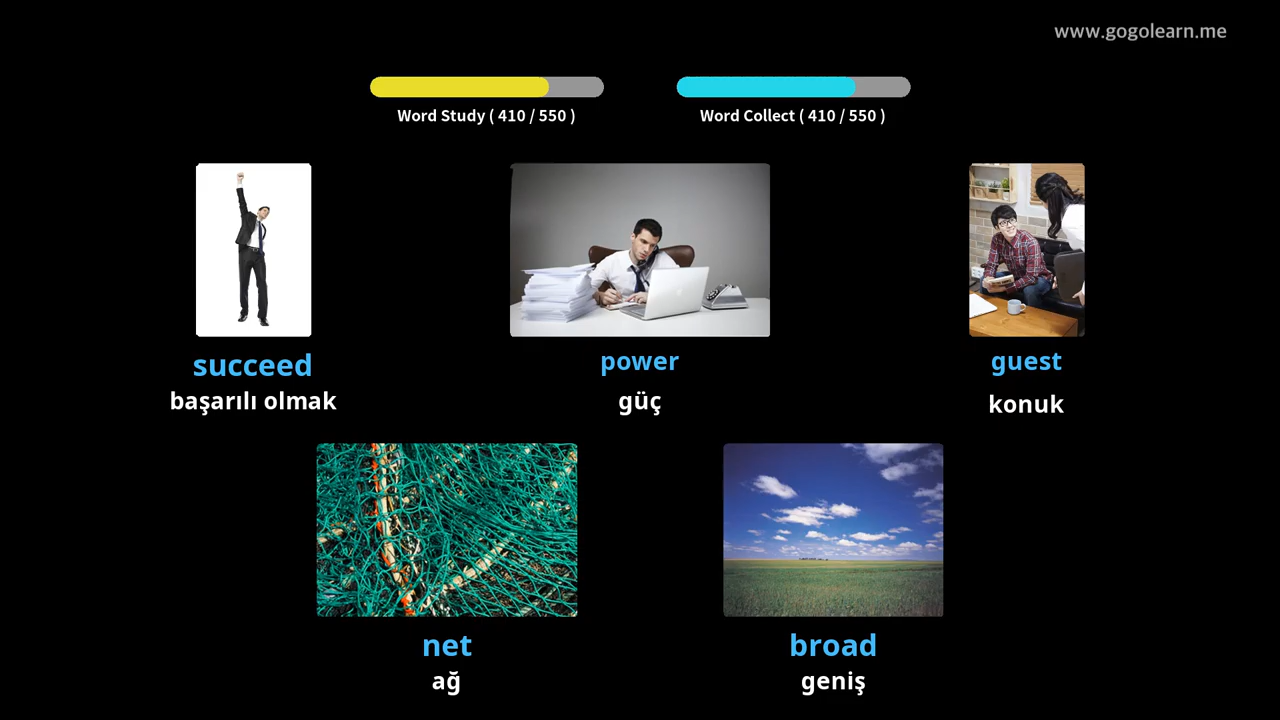 www.gogolearn.me
Word Study ( 410 / 550 )
Word Collect ( 410 / 550 )
succeed
başarılı olmak
power
güç
guest
konuk
net
ağ
broad
geniş